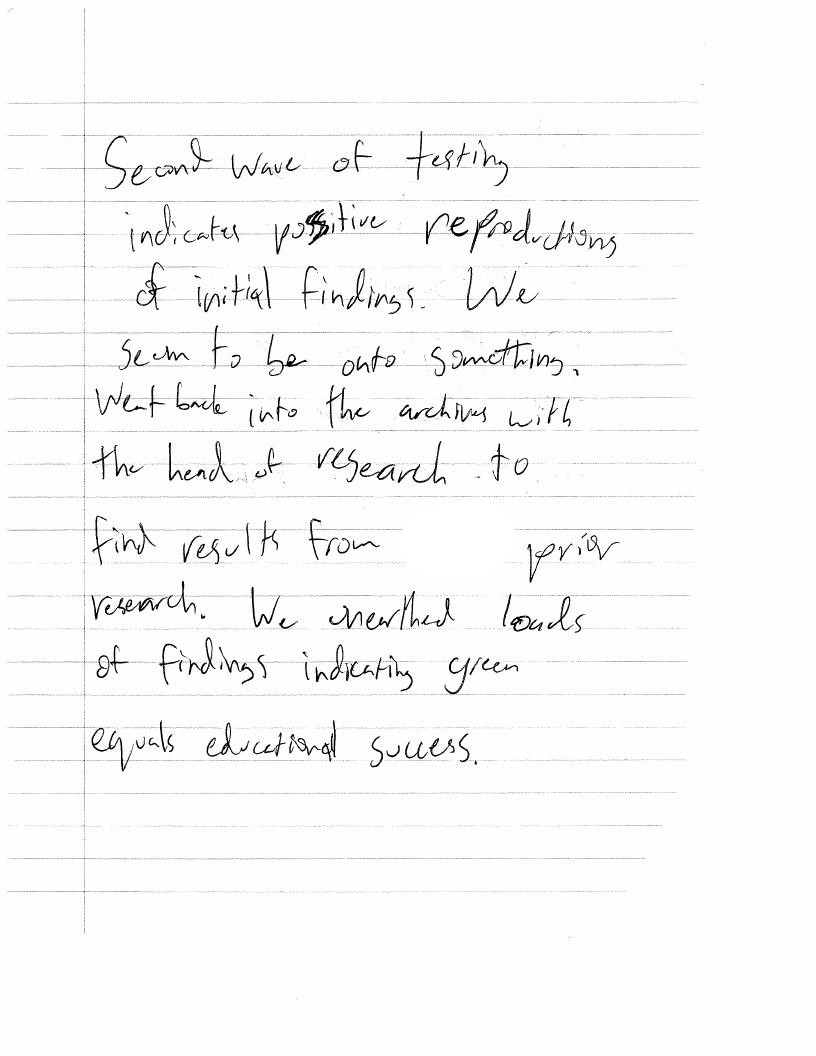 Second wave of testing
indicates positive reproductions
of initial findings. We
seem to be onto something.
Went back into the archives with
the head of research to
find results from prior
research. We unearthed loads
of findings indicating green
equals educational success.